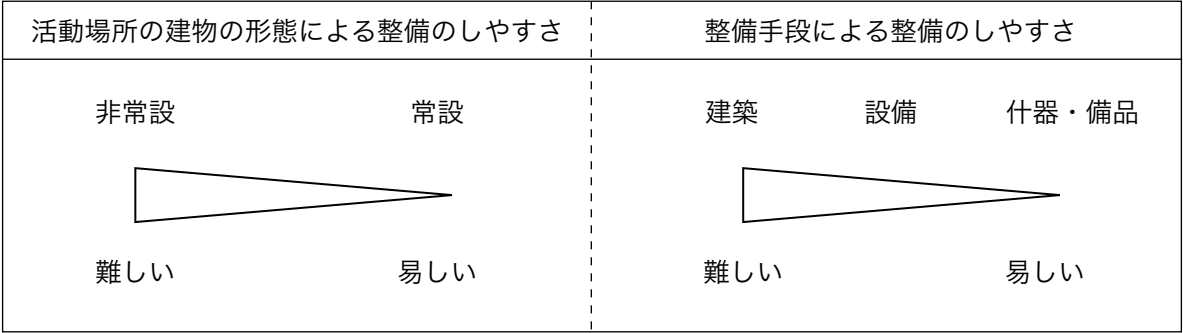 活動場所の建物の形態による整備のしやすさ
非常設 常設
難しい 易しい
整備手段による整備のしやすさ
建築 設備 什器・備品
難しい 易しい